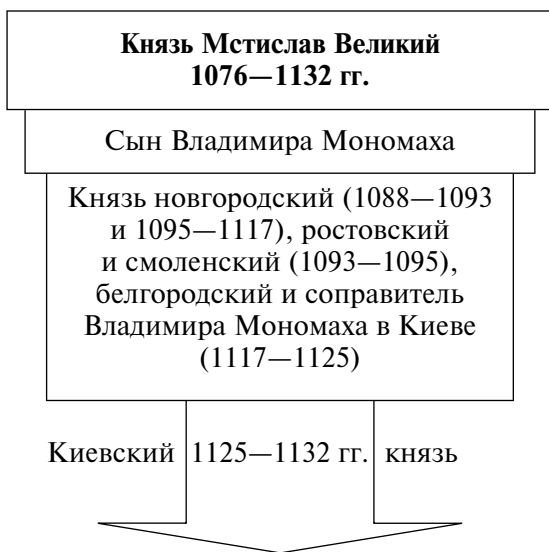 Князь Мстислав Великий
1076—1132 гг.
Сын Владимира Мономаха
Князь новгородский (1088—1093
и 1095—1117), ростовский
и смоленский (1093—1095),
белгородский и соправитель
Владимира Мономаха в Киеве
(1117—1125)
Киевский 1125—1132 гг. князь